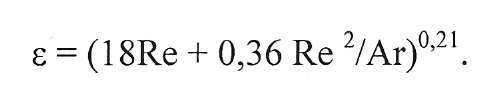 ε = (18Re + 0,36 Re ²/Ar)⁰,²¹.